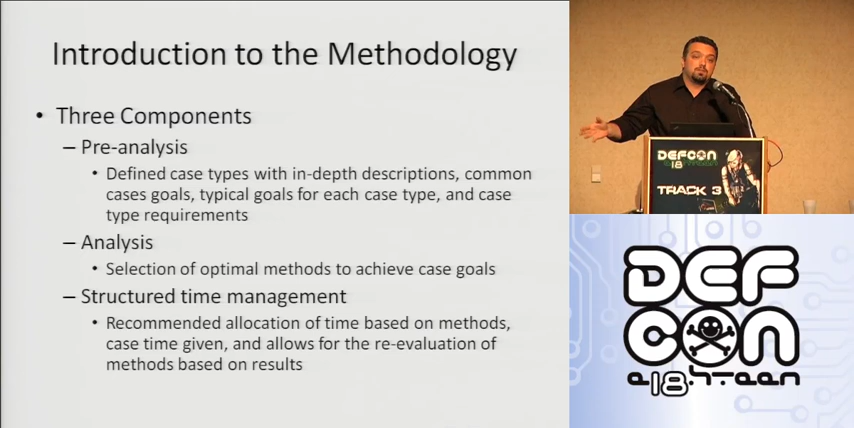 Introduction to the Methodology
• Three Components
– Pre-analysis
• Defined case types with in-depth descriptions, common
cases goals, typical goals for each case type, and case
type requirements
– Analysis
• Selection of optimal methods to achieve case goals
– Structured time management
• Recommended allocation of time based on methods,
case time given, and allows for the re-evaluation of
methods based on results
DEFCON
18
TRACK 3
DEF
CON
e18.h-teen